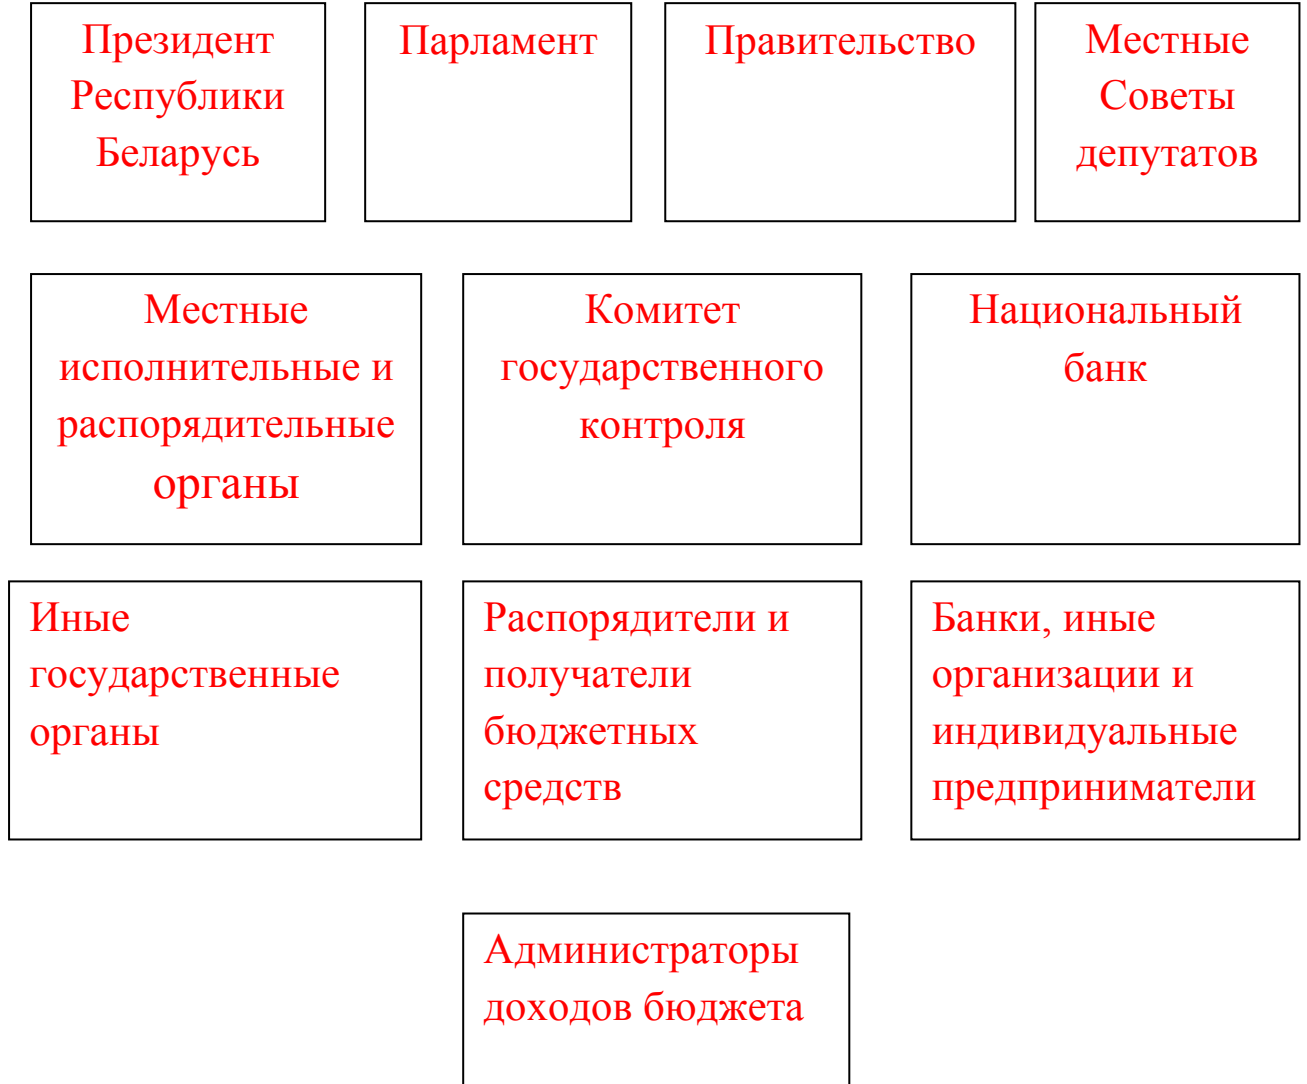 Президент
Республики
Беларусь
Парламент
Правительство
Местные
Советы
депутатов
Местные
исполнительные и
распорядительные
органы
Комитет
государственного
контроля
Национальный
банк
Иные
государственные
органы
Распорядители и
получатели
бюджетных
средств
Банки, иные
организации и
индивидуальные
предприниматели
Администраторы
доходов бюджета